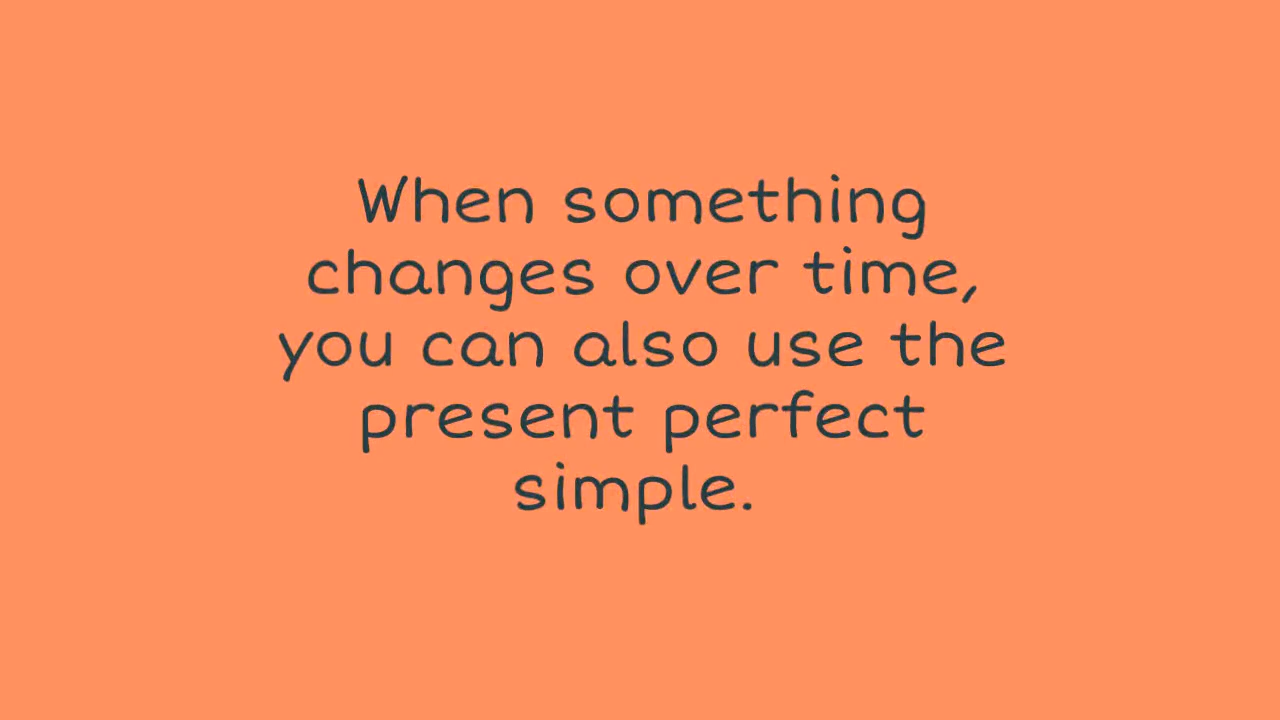 When something
changes over time,
you can also use the
present perfect
simple.